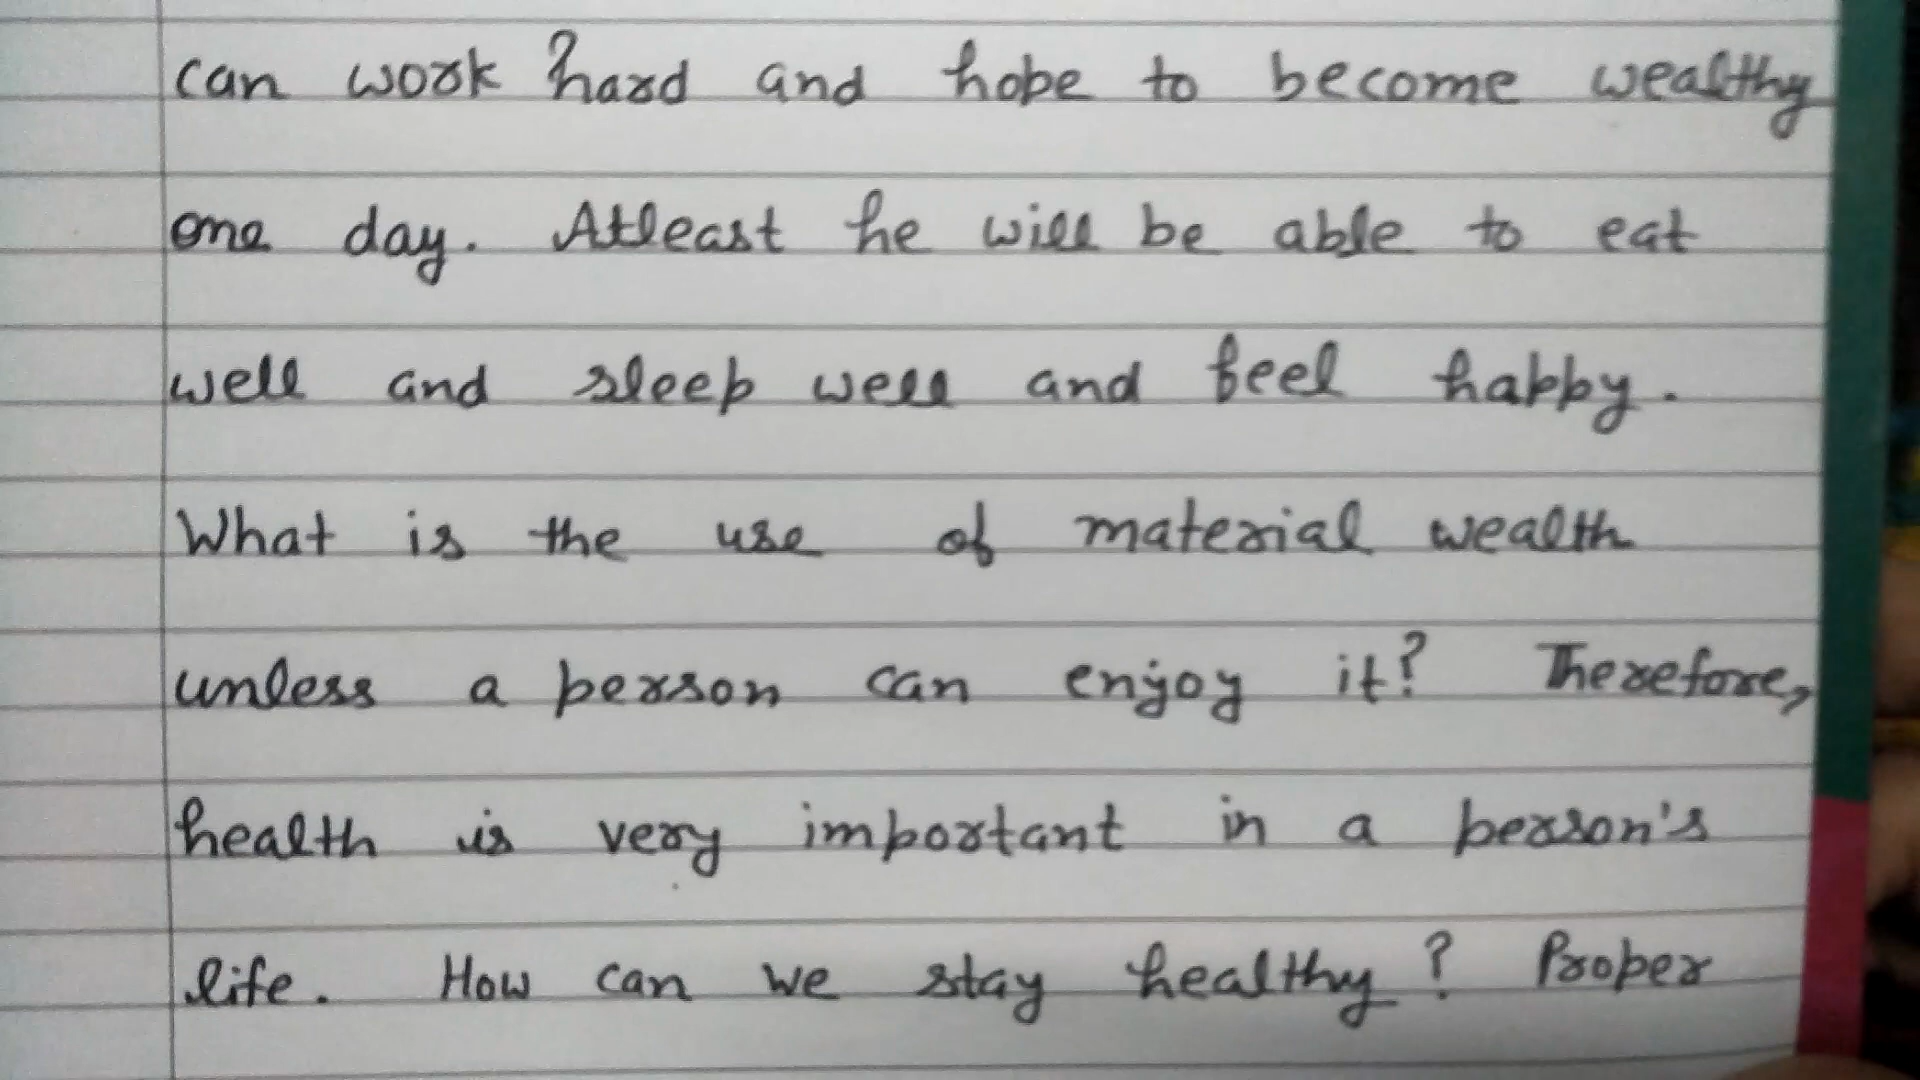 can work hard and hope to become wealthy
one day. Atleast he will be able to eat
well and sleep well and feel happy.
What is the use of material wealth
unless a person can enjoy it? Therefore,
health is very important in a person's
life. How can we stay healthy? Proper